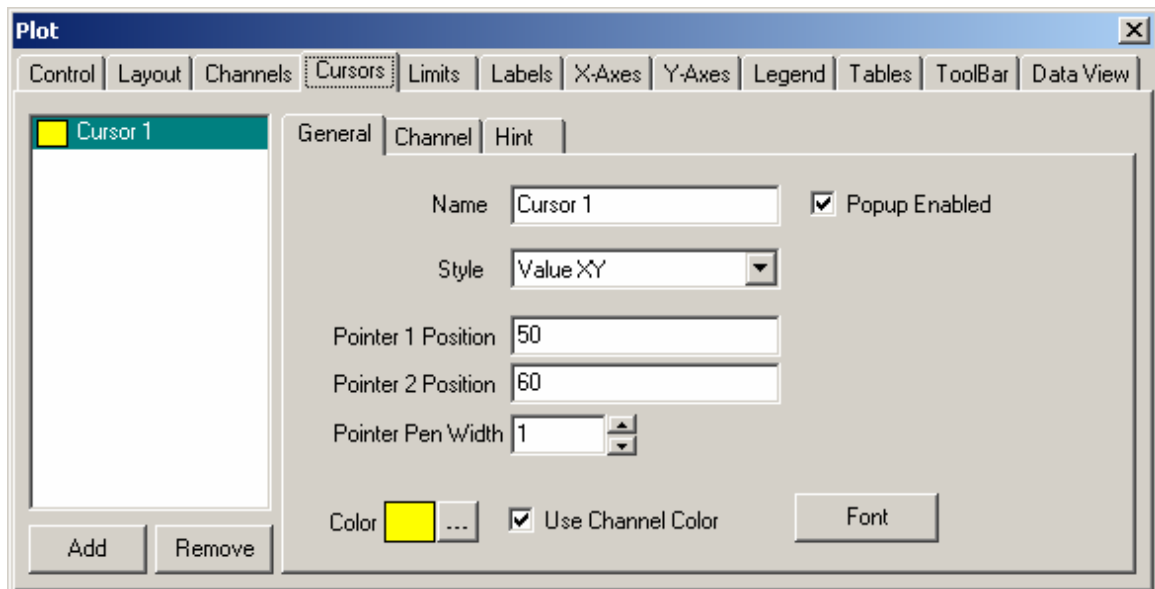 Plot
Control Layout Channels Cursors Limits Labels X-Axes Y-Axes Legend Tables ToolBar Data View
Cursor 1
General Channel Hint
Name Cursor 1 Popup Enabled
Style Value XY
Pointer 1 Position 50
Pointer 2 Position 60
Pointer Pen Width 1
Color ... Use Channel Color Font
Add Remove